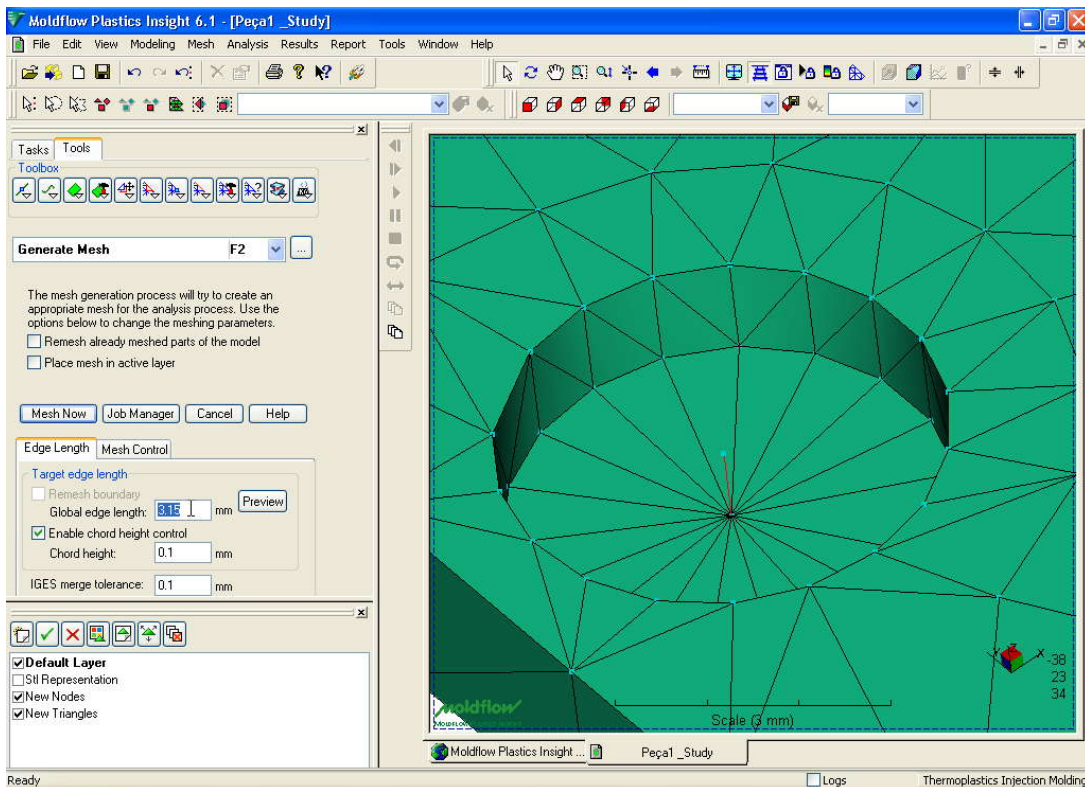 Moldflow Plastics Insight 6.1 - [Peça1 _Study]
File Edit View Modeling Mesh Analysis Results Report Tools Window Help
Tasks Tools
Toolbox
Generate Mesh F2 ...
The mesh generation process will try to create an
appropriate mesh for the analysis process. Use the
options below to change the meshing parameters.
Remesh already meshed parts of the model
Place mesh in active layer
Mesh Now Job Manager Cancel Help
Edge Length Mesh Control
Target edge length
Remesh boundary
Global edge length: 3.15 mm Preview
Enable chord height control
Chord height: 0.1 mm
IGES merge tolerance: 0.1 mm
Default Layer
Stl Representation
New Nodes
New Triangles
Z
Y X
-38
23
34
moldflow
Scale (3 mm)
Moldflow Plastics Insight ... Peça1 _Study
Ready Logs Thermoplastics Injection Molding